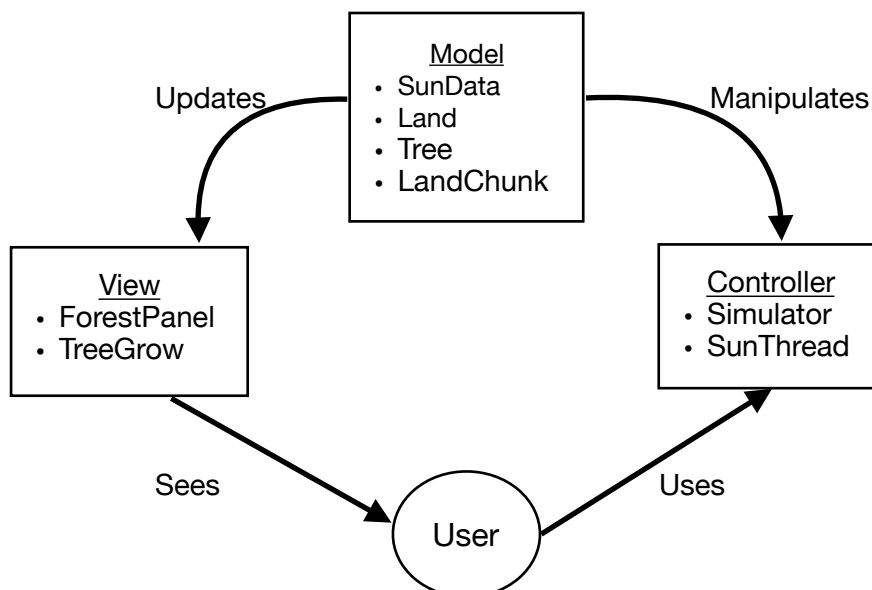 Model
• SunData
• Land
• Tree
• LandChunk
Updates
Manipulates
View
• ForestPanel
• TreeGrow
Controller
• Simulator
• SunThread
Sees
Uses
User